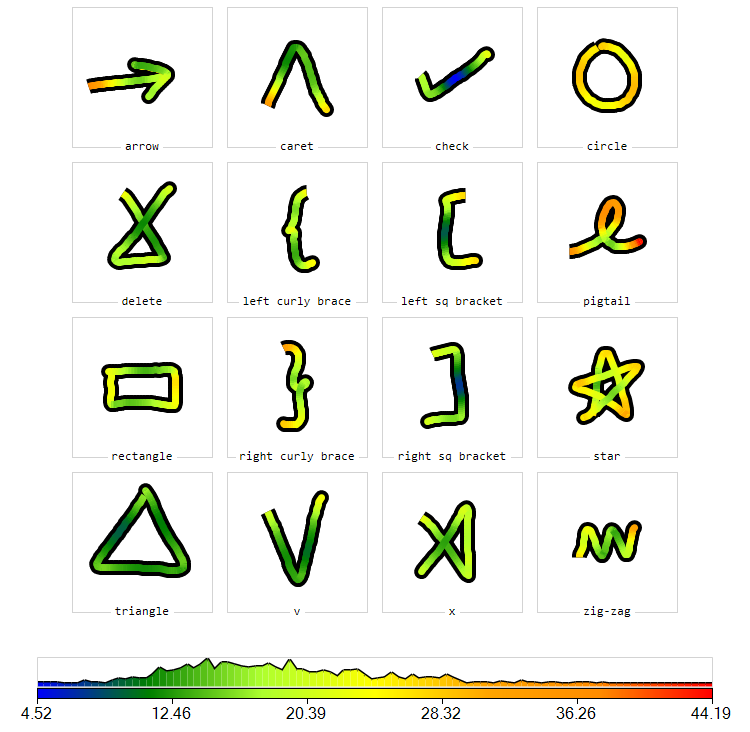 arrow caret check circle
delete left curly brace left sq bracket pigtail
rectangle right curly brace right sq bracket star
triangle v x zig-zag
4.52 12.46 20.39 28.32 36.26 44.19